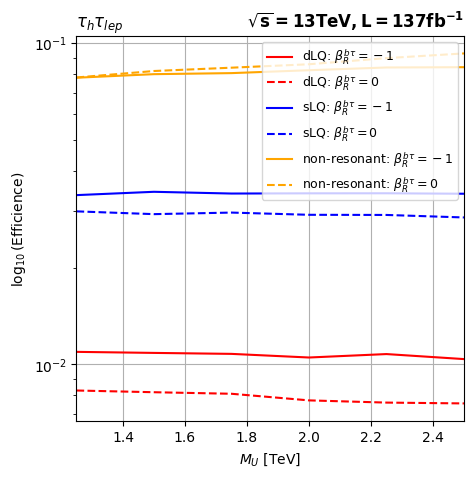 τ_hτ_lep √s = 13TeV, L = 137fb⁻¹
10⁻¹
dLQ: β_R^{bτ} = −1
dLQ: β_R^{bτ} = 0
sLQ: β_R^{bτ} = −1
sLQ: β_R^{bτ} = 0
non-resonant: β_R^{bτ} = −1
non-resonant: β_R^{bτ} = 0
log₁₀(Efficience)
10⁻²
1.4 1.6 1.8 2.0 2.2 2.4
M_U [TeV]